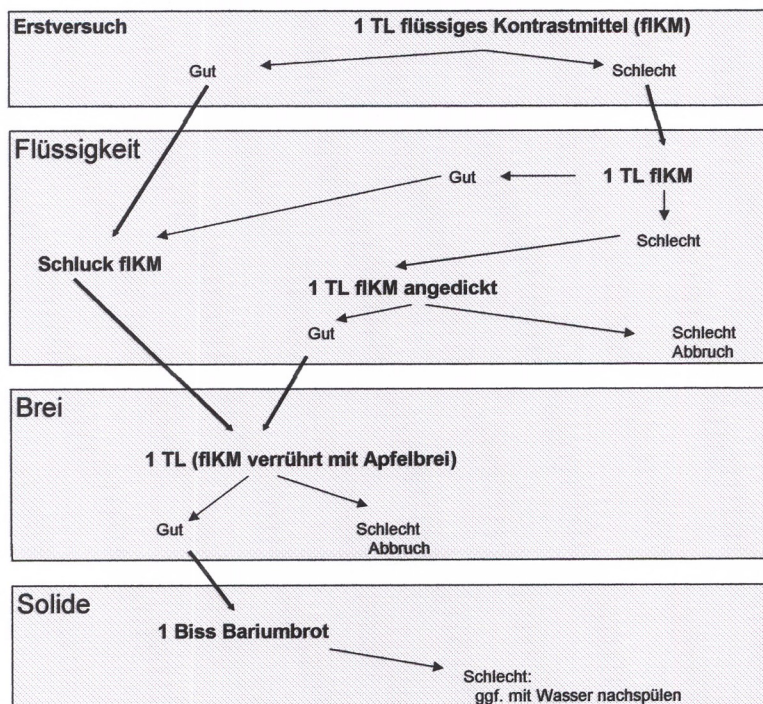 Erstversuch 1 TL flüssiges Kontrastmittel (flKM)
Gut Schlecht
Flüssigkeit
Gut 1 TL flKM
Schlecht
Schluck flKM
1 TL flKM angedickt
Gut Schlecht
Abbruch
Brei
1 TL (flKM verrührt mit Apfelbrei)
Gut Schlecht
Abbruch
Solide
1 Biss Bariumbrot
Schlecht:
ggf. mit Wasser nachspülen